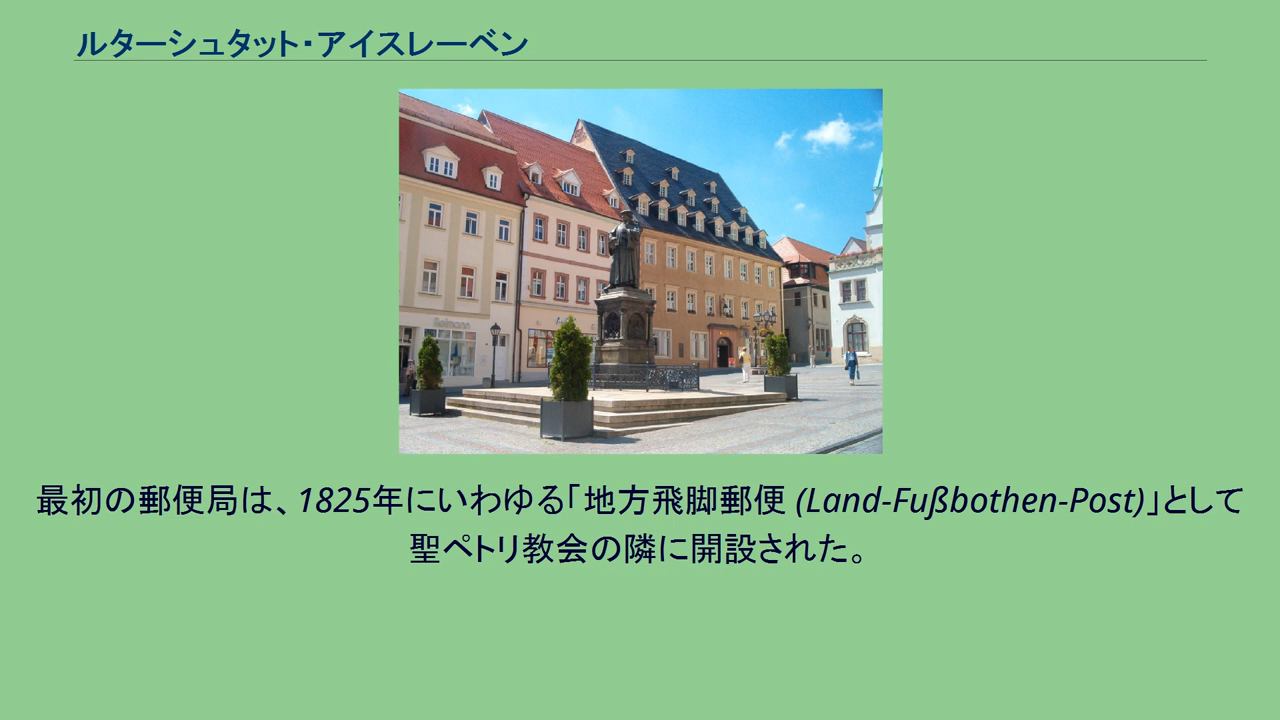 ルターシュタット・アイスレーベン
Reimann
最初の郵便局は、1825年にいわゆる「地方飛脚郵便 (Land-Fußbothen-Post)」として
聖ペトリ教会の隣に開設された。